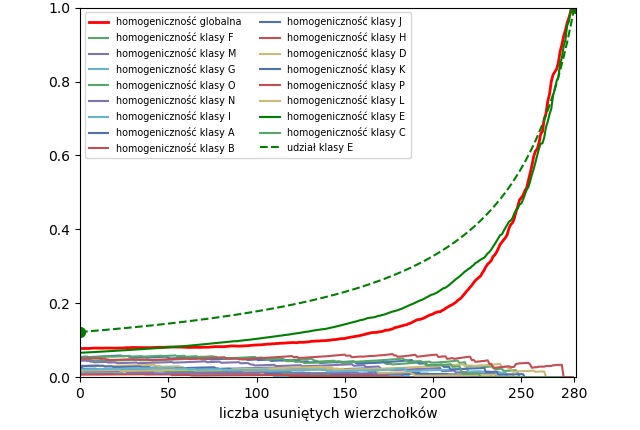 1.0
0.8
0.6
0.4
0.2
0.0
homogeniczność globalna
homogeniczność klasy F
homogeniczność klasy M
homogeniczność klasy G
homogeniczność klasy O
homogeniczność klasy N
homogeniczność klasy I
homogeniczność klasy A
homogeniczność klasy B
homogeniczność klasy J
homogeniczność klasy H
homogeniczność klasy D
homogeniczność klasy K
homogeniczność klasy P
homogeniczność klasy L
homogeniczność klasy E
homogeniczność klasy C
udział klasy E
0 50 100 150 200 250 280
liczba usuniętych wierzchołków